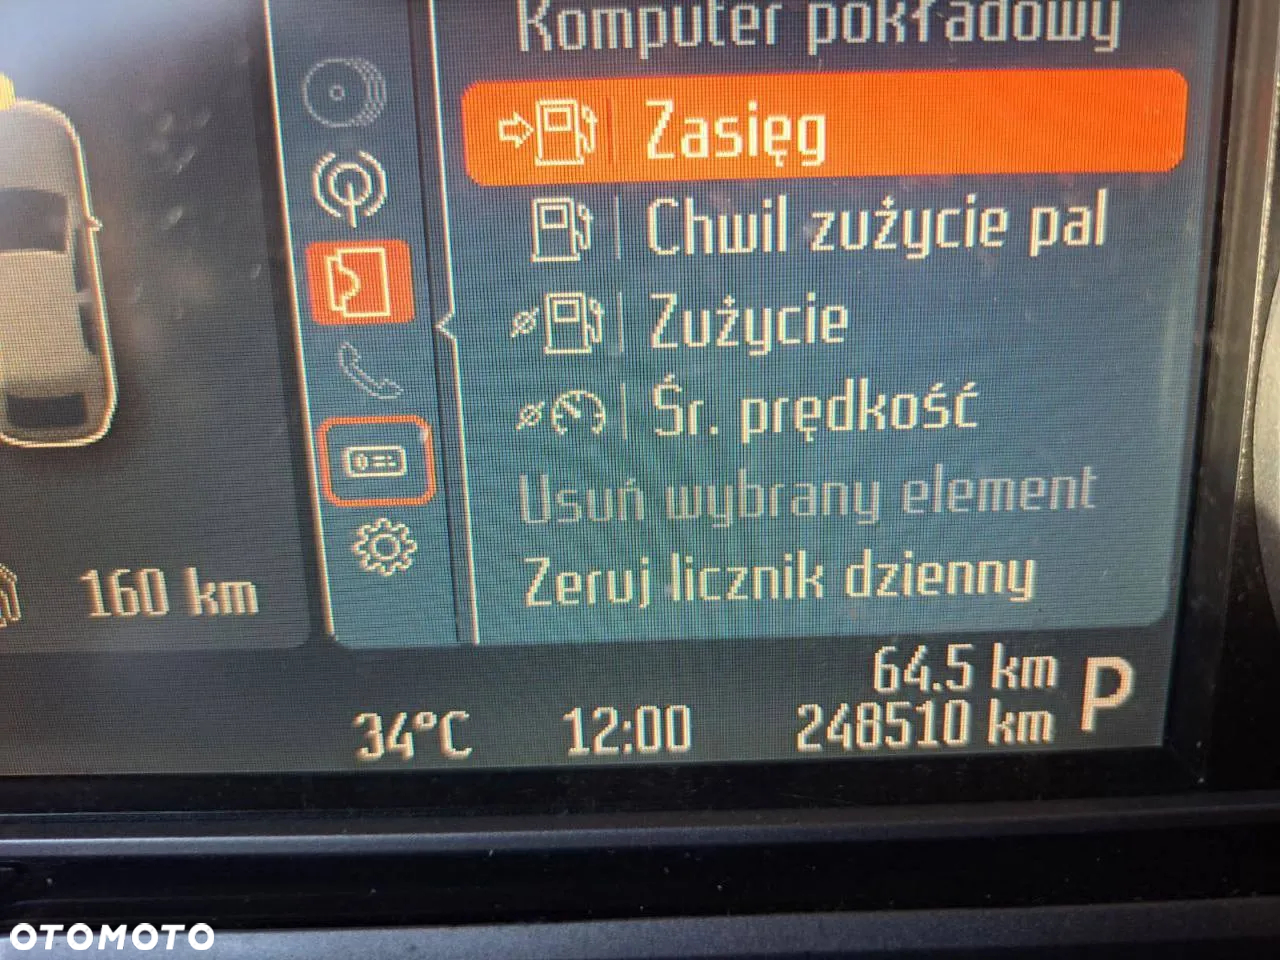 Komputer pokładowy
Zasięg
Chwil zużycie pal
Zużycie
Śr. prędkość
Usuń wybrany element
Zeruj licznik dzienny
160 km
64.5 km
34°C 12:00 248510 km P
OTOMOTO